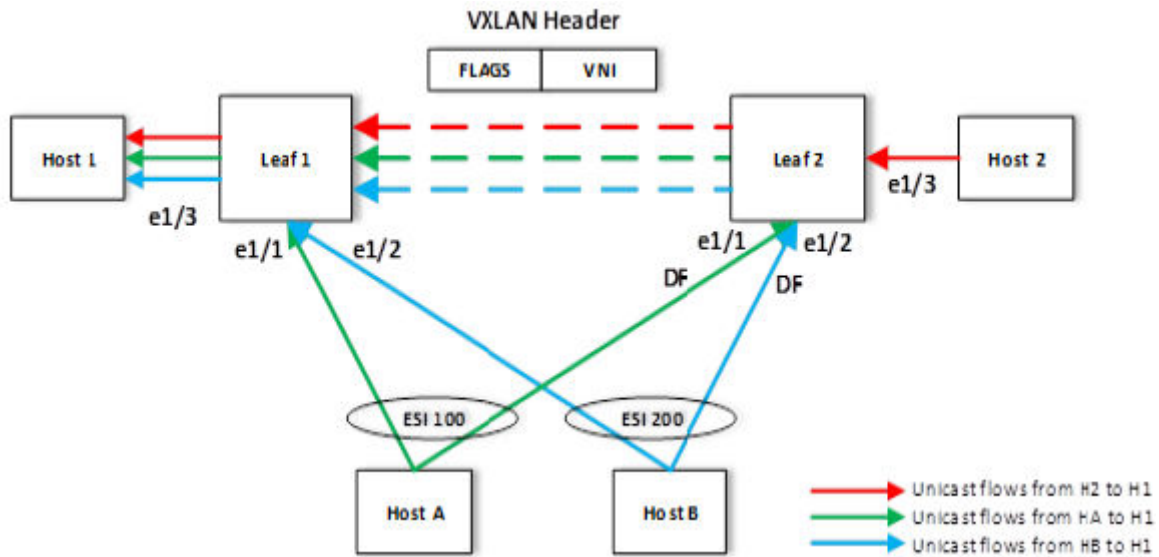 VXLAN Header
FLAGS VNI
Host 1
Leaf 1
Leaf 2
Host 2
e1/3
e1/3
e1/1
e1/2
e1/1
e1/2
DF
DF
ESI 100
ESI 200
Host A
Host B
Unicast flows from H2 to H1
Unicast flows from HA to H1
Unicast flows from HB to H1